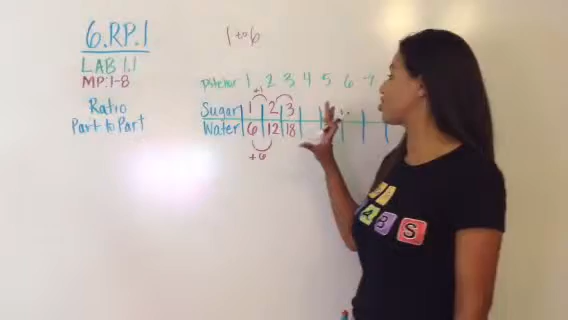 6.RP.1
LAB 1.1
MP:1-8
Ratio
Part to Part
1 to 6
Pitcher 1 2 3 4 5 6 7
+1
Sugar 1 2 3
Water 6 12 18
+6
A B S